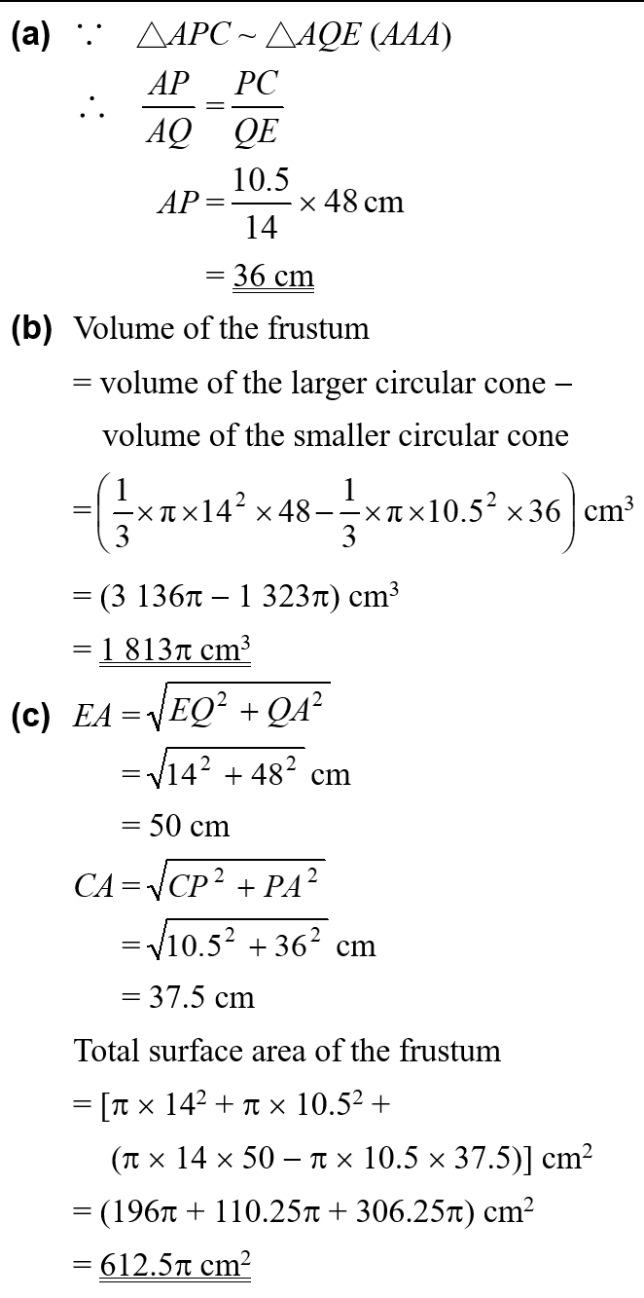 (a) ∵ △APC ~ △AQE (AAA)
∴ AP/AQ = PC/QE
AP = 10.5/14 × 48 cm
= 36 cm
(b) Volume of the frustum
= volume of the larger circular cone –
volume of the smaller circular cone
= (1/3 × π × 14² × 48 – 1/3 × π × 10.5² × 36) cm³
= (3 136π – 1 323π) cm³
= 1 813π cm³
(c) EA = √(EQ² + QA²)
= √(14² + 48²) cm
= 50 cm
CA = √(CP² + PA²)
= √(10.5² + 36²) cm
= 37.5 cm
Total surface area of the frustum
= [π × 14² + π × 10.5² +
(π × 14 × 50 – π × 10.5 × 37.5)] cm²
= (196π + 110.25π + 306.25π) cm²
= 612.5π cm²